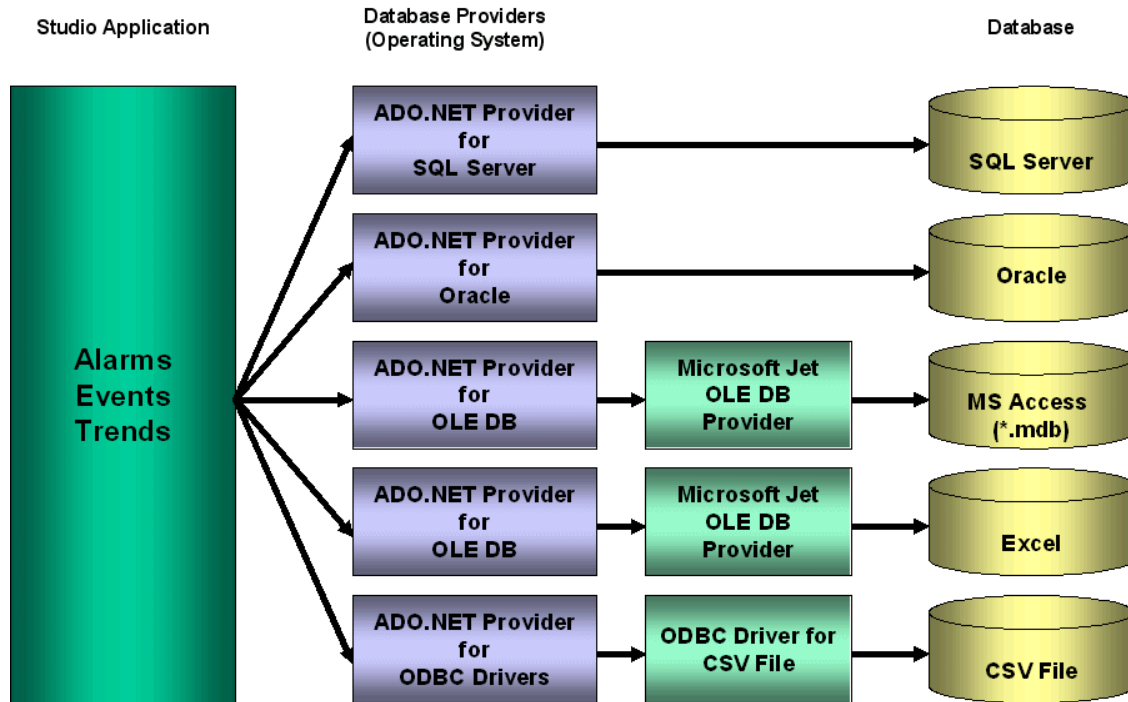 Studio Application
Database Providers
(Operating System)
Database
Alarms
Events
Trends
ADO.NET Provider
for
SQL Server
SQL Server
ADO.NET Provider
for
Oracle
Oracle
ADO.NET Provider
for
OLE DB
Microsoft Jet
OLE DB
Provider
MS Access
(*.mdb)
ADO.NET Provider
for
OLE DB
Microsoft Jet
OLE DB
Provider
Excel
ADO.NET Provider
for
ODBC Drivers
ODBC Driver for
CSV File
CSV File